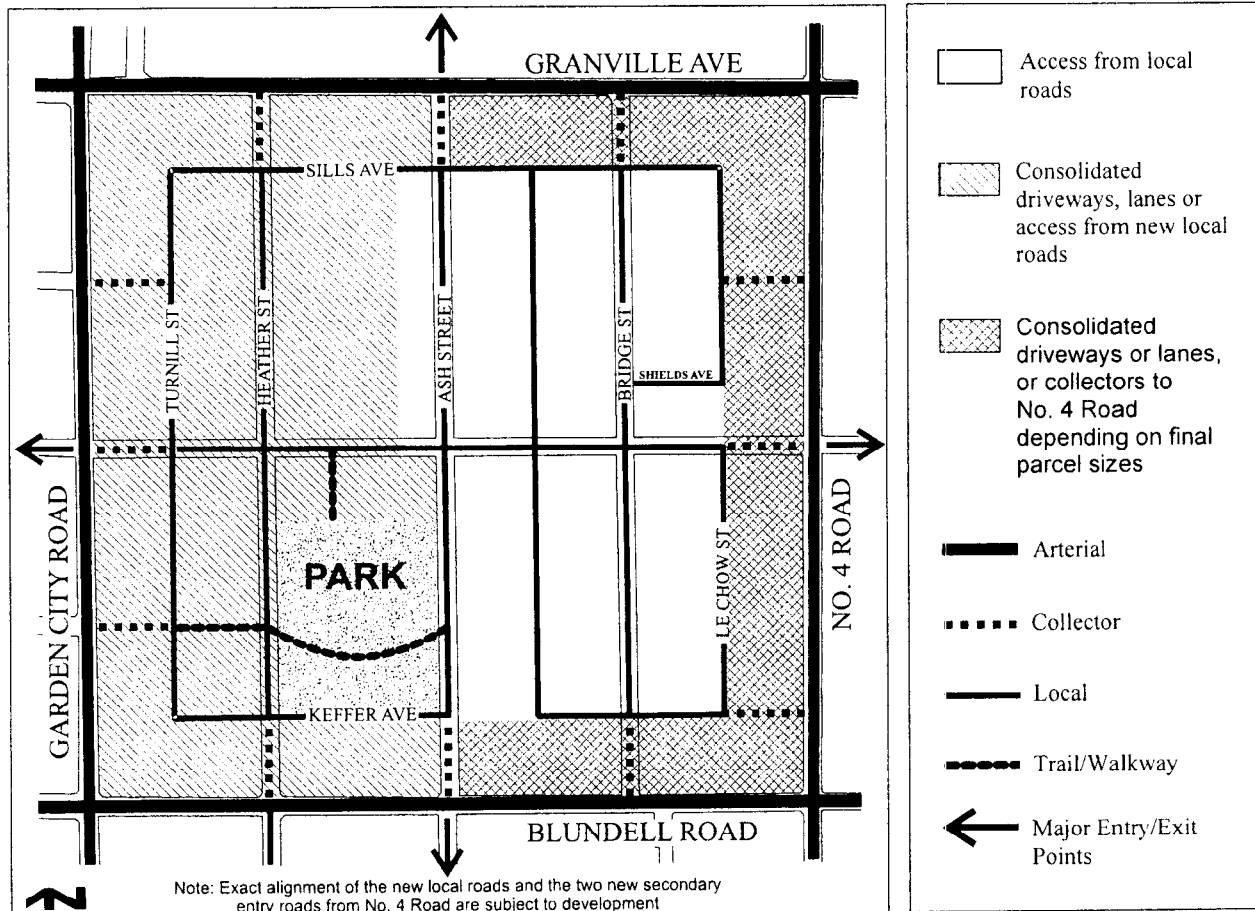 GRANVILLE AVE
SILLS AVE
TURNILL ST
HEATHER ST
ASH STREET
BRIDGE ST
SHIELDS AVE
GARDEN CITY ROAD
PARK
LE CHOW ST
NO. 4 ROAD
KEFFER AVE
BLUNDELL ROAD
N
Note: Exact alignment of the new local roads and the two new secondary
entry roads from No. 4 Road are subject to development
Access from local
roads
Consolidated
driveways, lanes or
access from new local
roads
Consolidated
driveways or lanes,
or collectors to
No. 4 Road
depending on final
parcel sizes
Arterial
Collector
Local
Trail/Walkway
Major Entry/Exit
Points